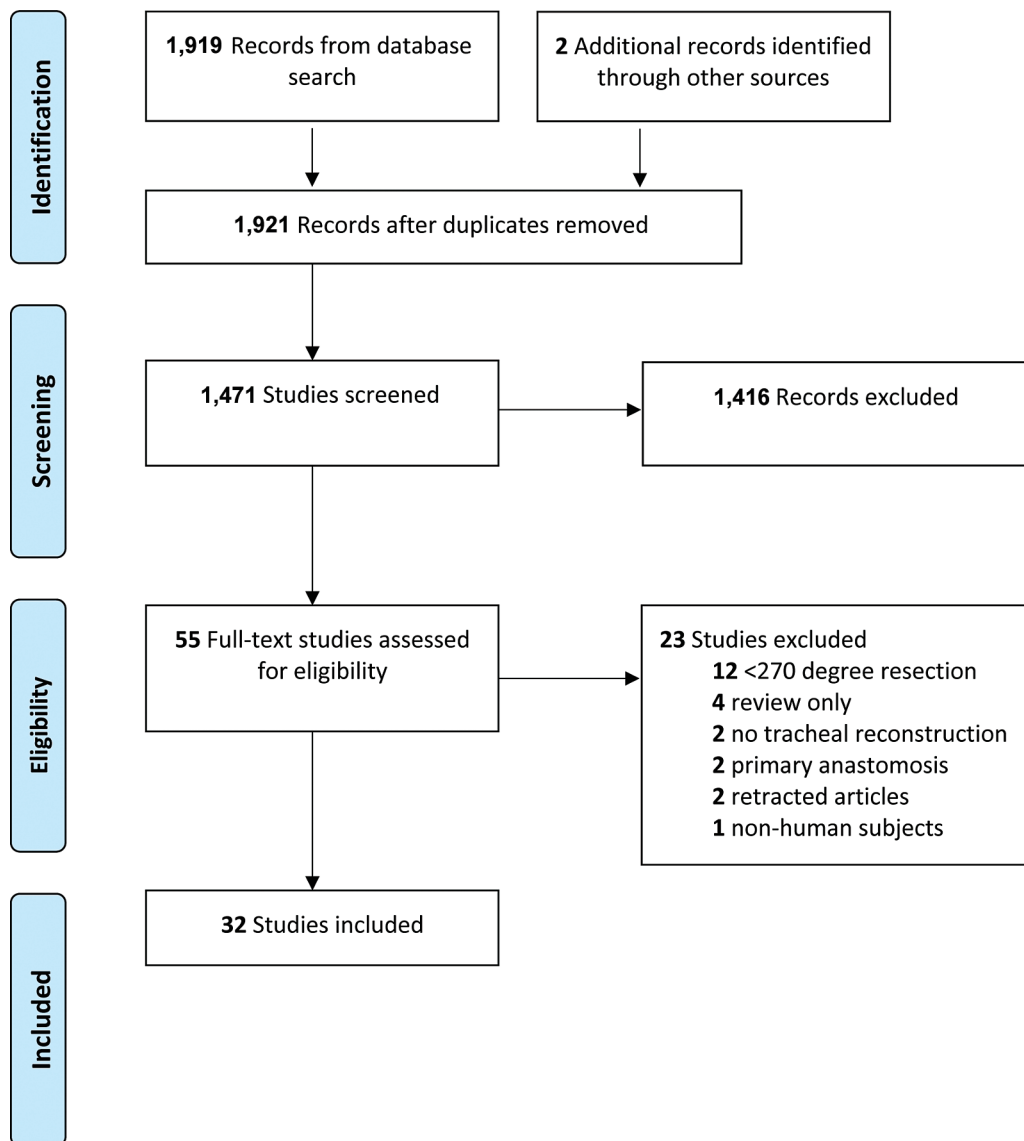 Identification
1,919 Records from database
search
2 Additional records identified
through other sources
1,921 Records after duplicates removed
Screening
1,471 Studies screened
1,416 Records excluded
Eligibility
55 Full-text studies assessed
for eligibility
23 Studies excluded
12 <270 degree resection
4 review only
2 no tracheal reconstruction
2 primary anastomosis
2 retracted articles
1 non-human subjects
Included
32 Studies included